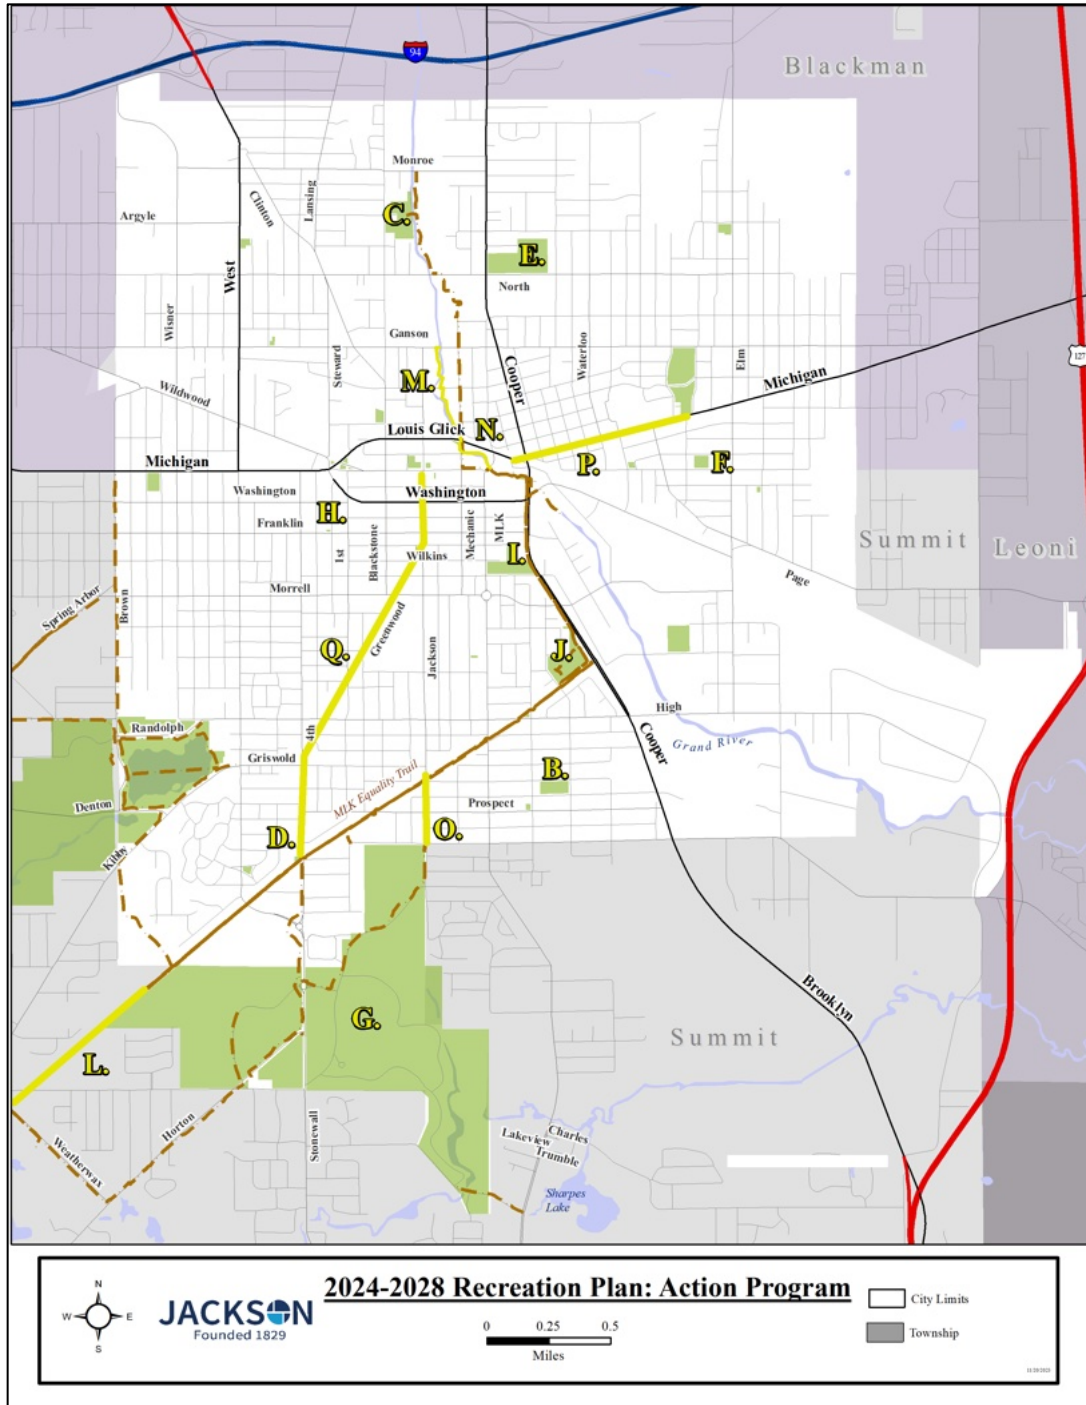 94
Blackman
Monroe
Lansing
Clinton
C.
Argyle
E.
West
North
Wisner
Ganson
Steward
Cooper
Waterloo
Elm
127
M.
Michigan
Wildwood
Louis Glick
N.
Michigan
P.
F.
Washington
Washington
H.
Franklin
Mechanic
MLK
Summit
Leoni
1st
Blackstone
Wilkins
I.
Page
Morrell
Spring Arbor
Brown
Greenwood
Q.
Jackson
J.
High
Randolph
4th
Cooper
Grand River
Griswold
MLK Equality Trail
B.
Denton
Prospect
D.
O.
Kibby
Brooklyn
G.
Summit
L.
Horton
Stonewall
Charles
Lakeview
Trumble
Weatherwax
Sharpes
Lake
2024-2028 Recreation Plan: Action Program
N
W
E
S
JACKSON
Founded 1829
0 0.25 0.5
Miles
City Limits
Township